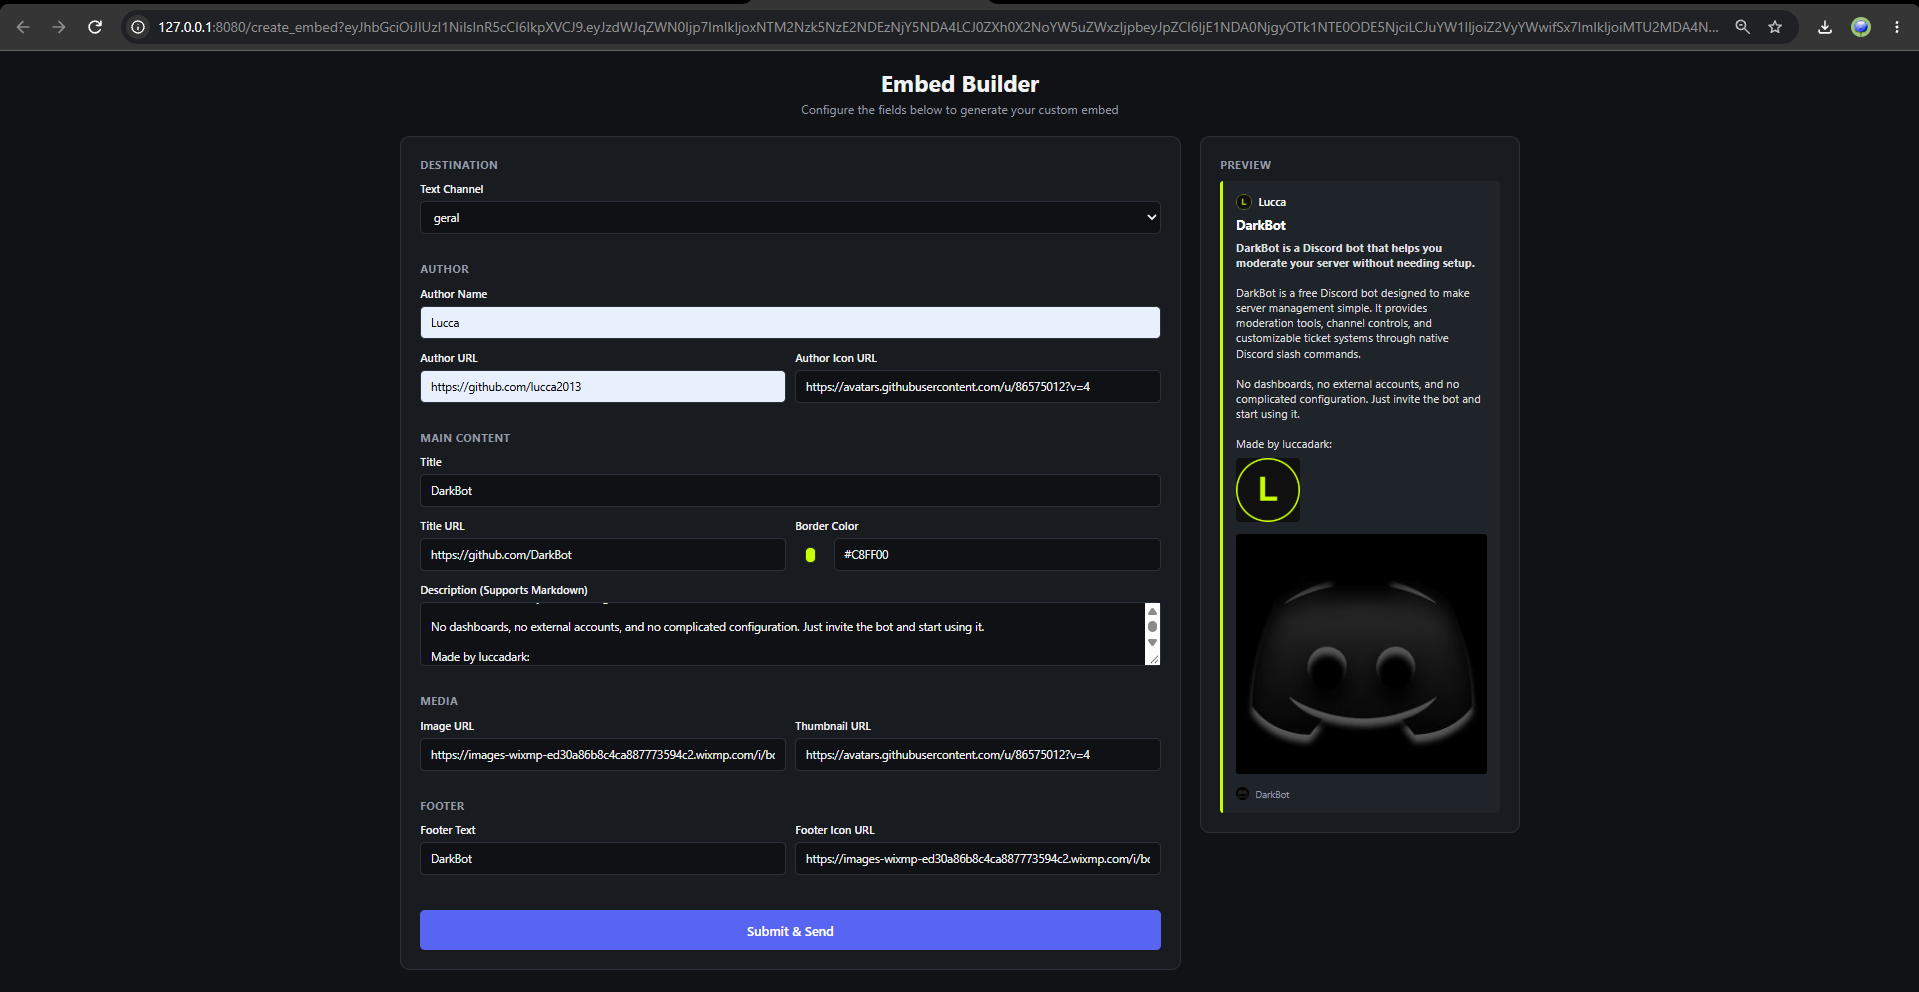 127.0.0.1:8080/create_embed?eyJhbGciOiJIUzI1NiIsInR5cCI6IkpXVCJ9.eyJzdWJqZWN0Ijp7ImlkIjoxNTM2Nzk5NzE2NDEzNjY5NDA4LCJ0ZXh0X2NoYW5uZWxzIjpbeyJpZCI6IjE1NDA0NjgyOTk1NTE0ODE5NjciLCJuYW1lIjoiZ2VyYWwifSx7ImlkIjoiMTU2MDA4N...
Embed Builder
Configure the fields below to generate your custom embed
DESTINATION
Text Channel
geral
AUTHOR
Author Name
Lucca
Author URL
Author Icon URL
https://github.com/lucca2013
https://avatars.githubusercontent.com/u/86575012?v=4
MAIN CONTENT
Title
DarkBot
Title URL
Border Color
https://github.com/DarkBot
#C8FF00
Description (Supports Markdown)
No dashboards, no external accounts, and no complicated configuration. Just invite the bot and start using it.
Made by luccadark:
MEDIA
Image URL
Thumbnail URL
https://images-wixmp-ed30a86b8c4ca887773594c2.wixmp.com/i/bc
https://avatars.githubusercontent.com/u/86575012?v=4
FOOTER
Footer Text
Footer Icon URL
DarkBot
https://images-wixmp-ed30a86b8c4ca887773594c2.wixmp.com/i/bc
Submit & Send
PREVIEW
L Lucca
DarkBot
DarkBot is a Discord bot that helps you
moderate your server without needing setup.
DarkBot is a free Discord bot designed to make
server management simple. It provides
moderation tools, channel controls, and
customizable ticket systems through native
Discord slash commands.
No dashboards, no external accounts, and no
complicated configuration. Just invite the bot and
start using it.
Made by luccadark:
L
DarkBot